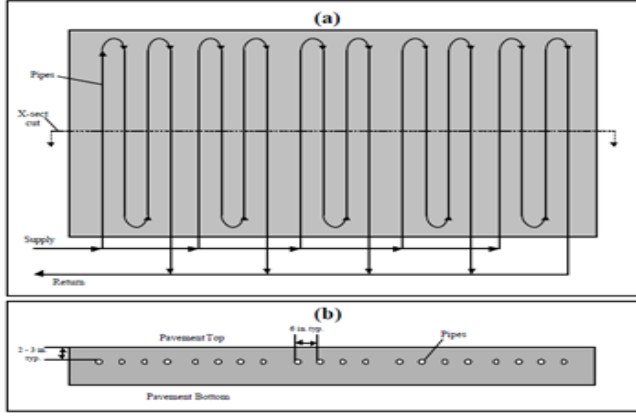 (a)
Pipes
X-sect
cut
Supply
Return
(b)
6 in. typ.
Pavement Top
Pipes
2 - 3 in.
typ.
Pavement Bottom